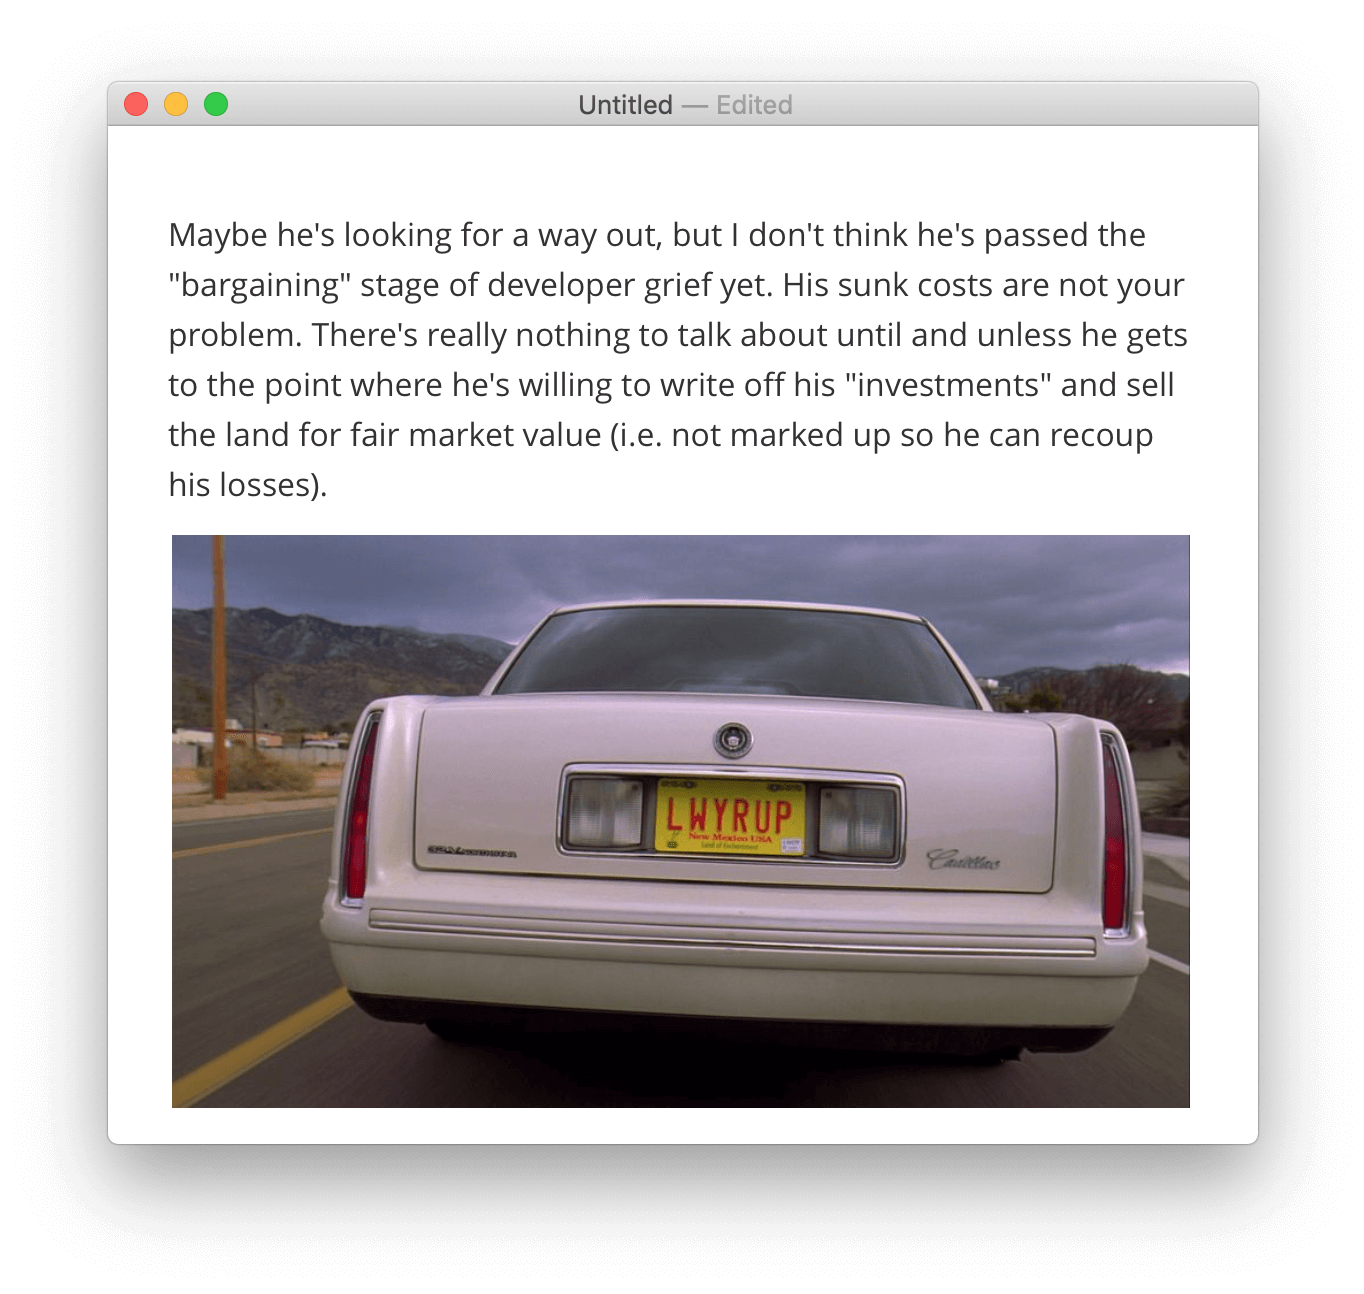 Untitled — Edited
Maybe he's looking for a way out, but I don't think he's passed the
"bargaining" stage of developer grief yet. His sunk costs are not your
problem. There's really nothing to talk about until and unless he gets
to the point where he's willing to write off his "investments" and sell
the land for fair market value (i.e. not marked up so he can recoup
his losses).
LWYRUP
New Mexico USA
Land of Enchantment
Cadillac